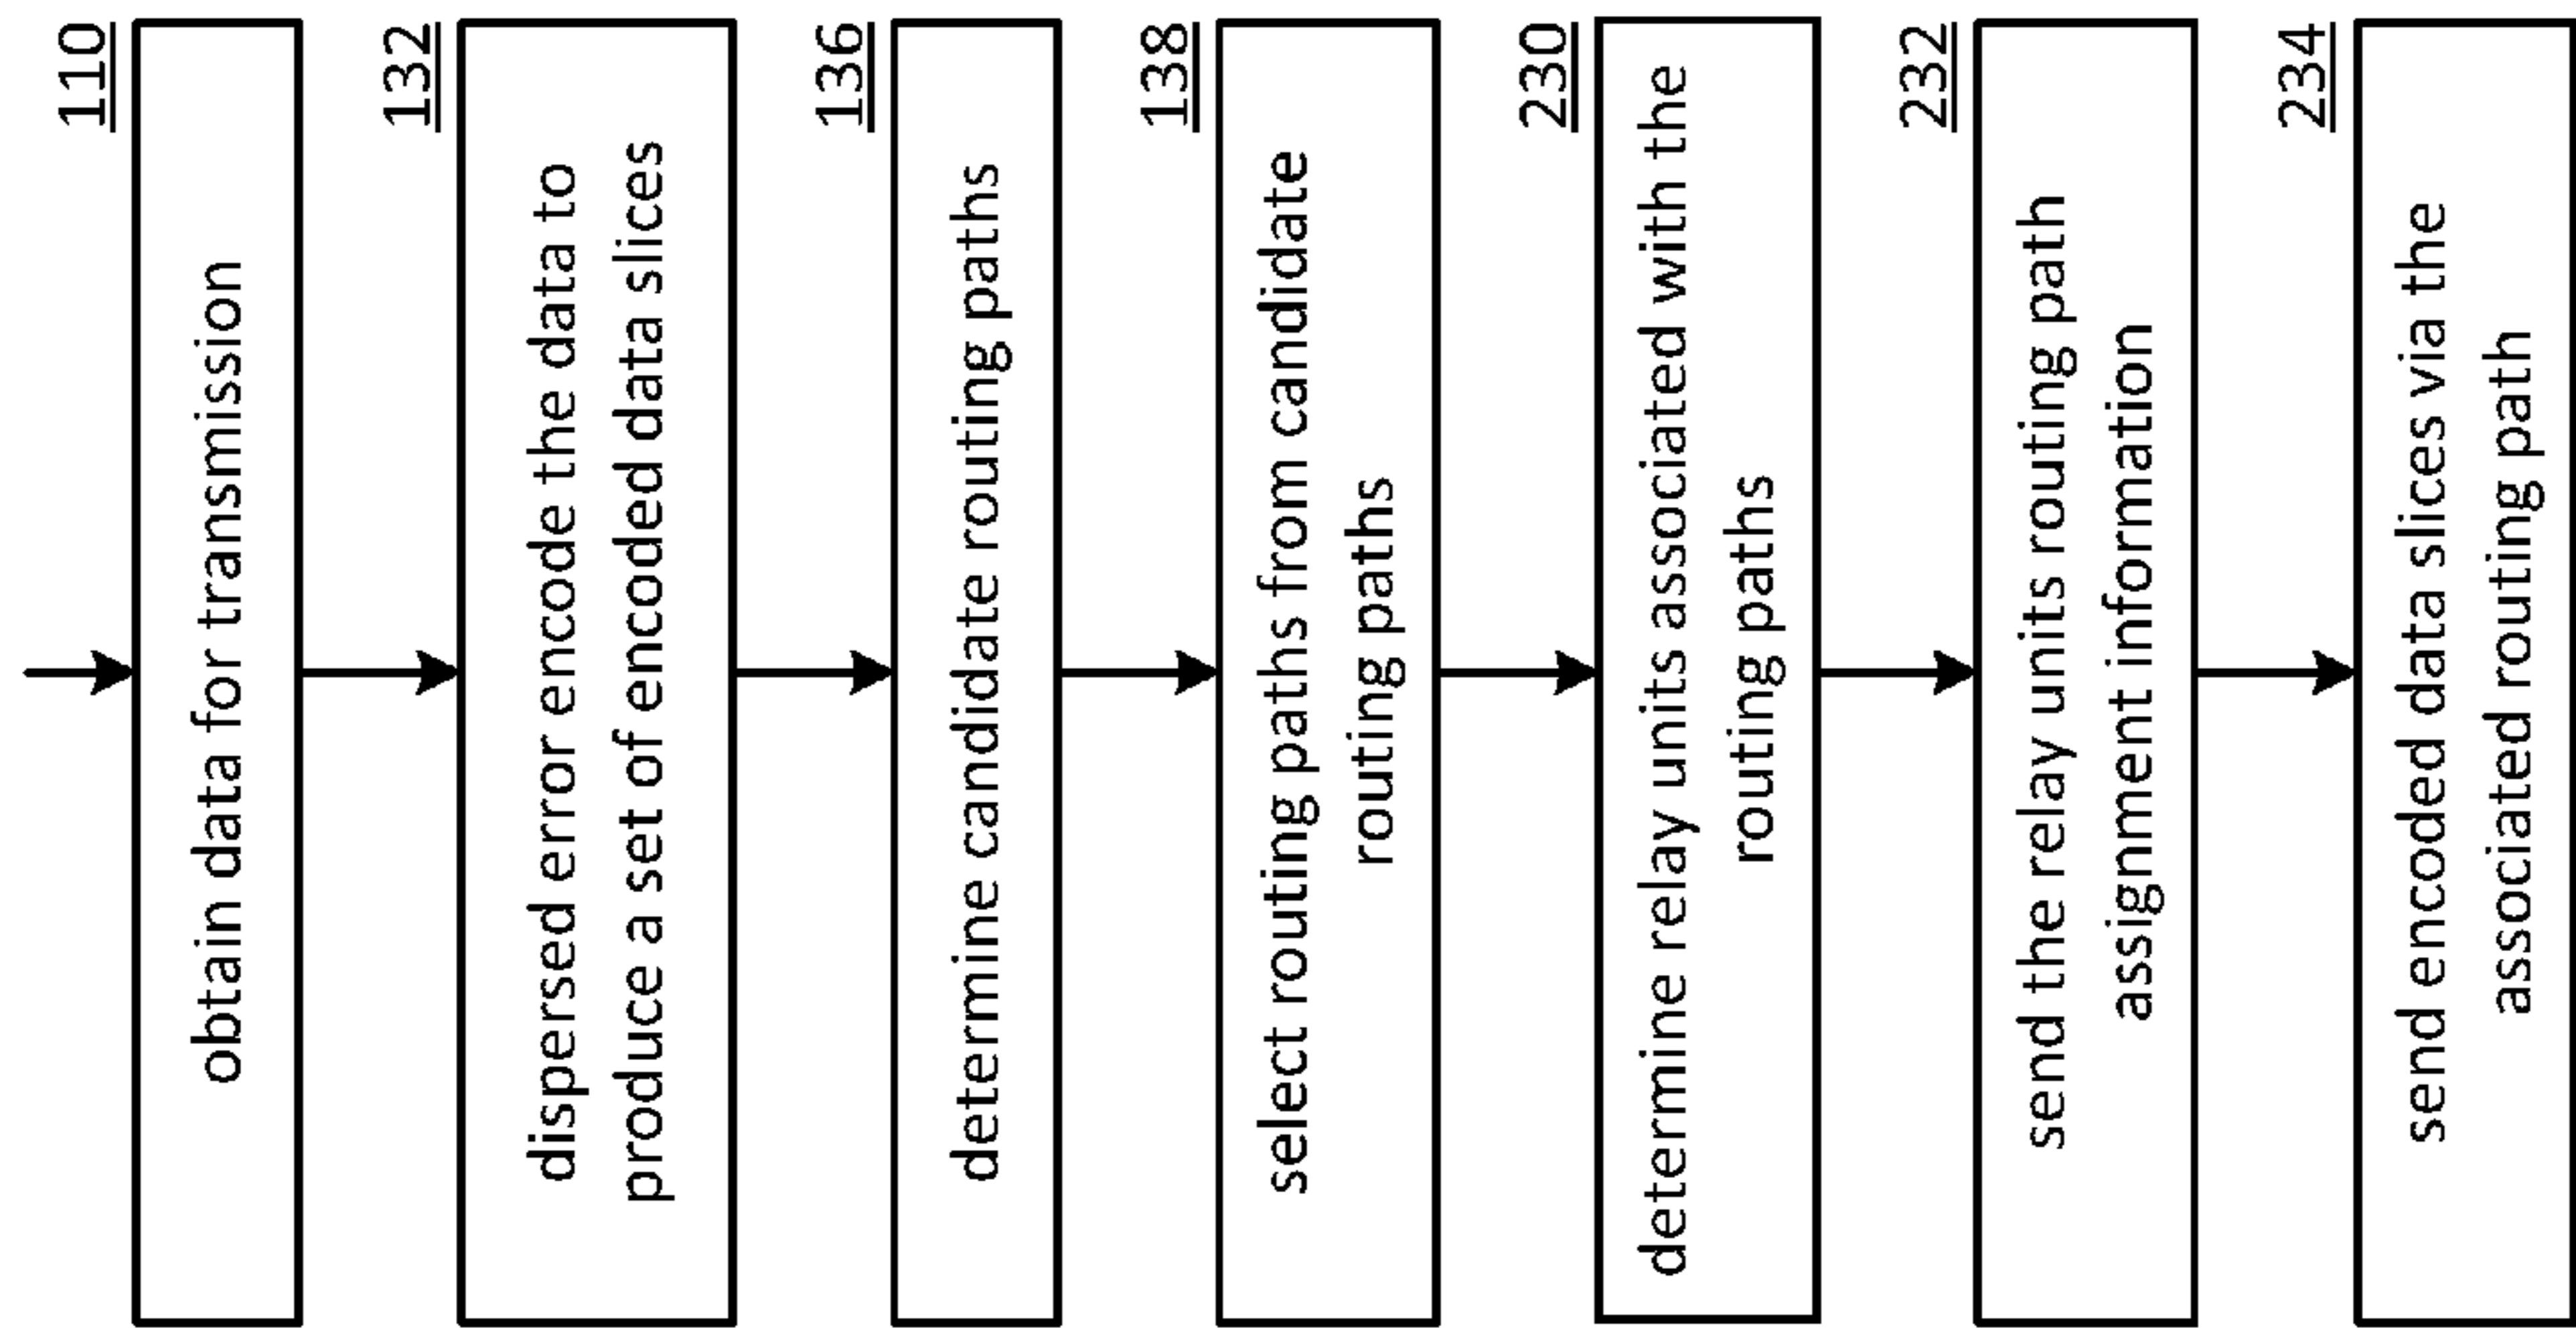 110
obtain data for transmission
132
dispersed error encode the data to
produce a set of encoded data slices
136
determine candidate routing paths
138
select routing paths from candidate
routing paths
230
determine relay units associated with the
routing paths
232
send the relay units routing path
assignment information
234
send encoded data slices via the
associated routing path